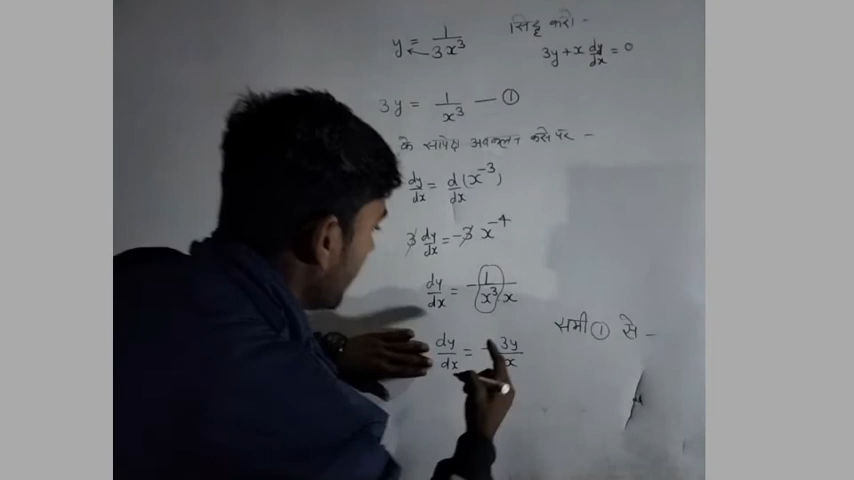 y = 1/3x³ सिद्ध करो -
3y + x dy/dx = 0
3y = 1/x³ — ①
के सापेक्ष अवकलन करने पर -
dy/dx = d/dx (x⁻³)
3 dy/dx = -3 x⁻⁴
dy/dx = - 1/x³·x
समी ① से -
dy/dx = - 3y/x